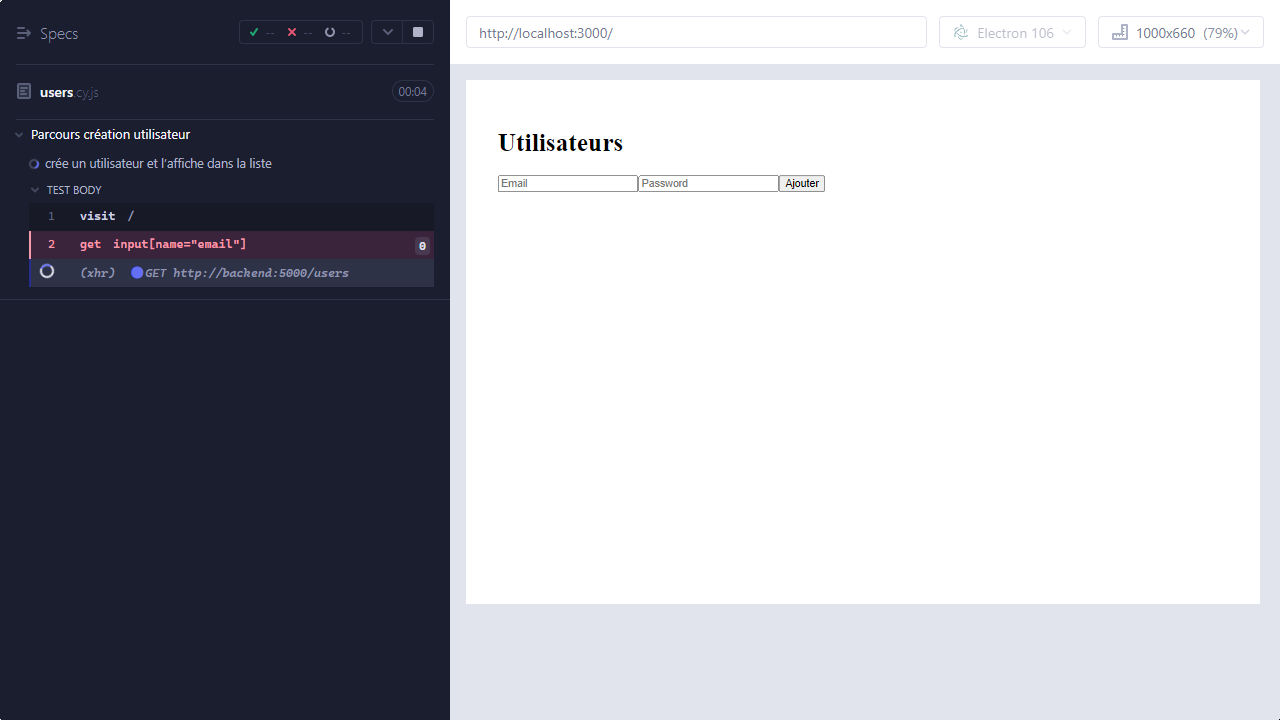 Specs
-- -- --
users.cy.js 00:04
Parcours création utilisateur
crée un utilisateur et l'affiche dans la liste
TEST BODY
1 visit /
2 get input[name="email"] 0
(xhr) GET http://backend:5000/users
http://localhost:3000/
Electron 106
1000x660 (79%)
Utilisateurs
Email Password Ajouter